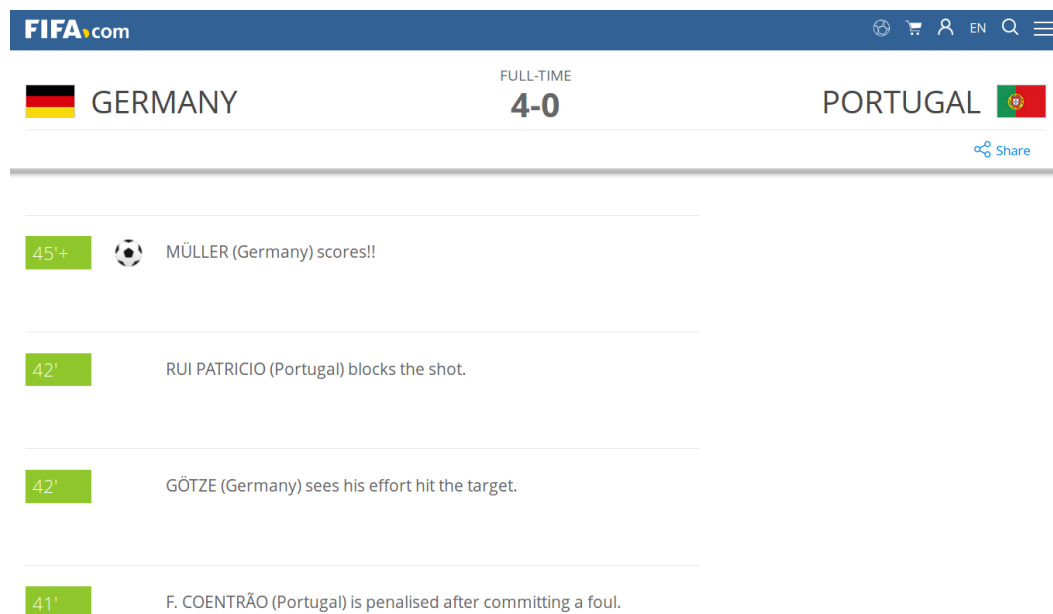 FIFA.com EN
FULL-TIME
GERMANY 4-0 PORTUGAL
Share
45'+ MÜLLER (Germany) scores!!
42' RUI PATRICIO (Portugal) blocks the shot.
42' GÖTZE (Germany) sees his effort hit the target.
41' F. COENTRÃO (Portugal) is penalised after committing a foul.